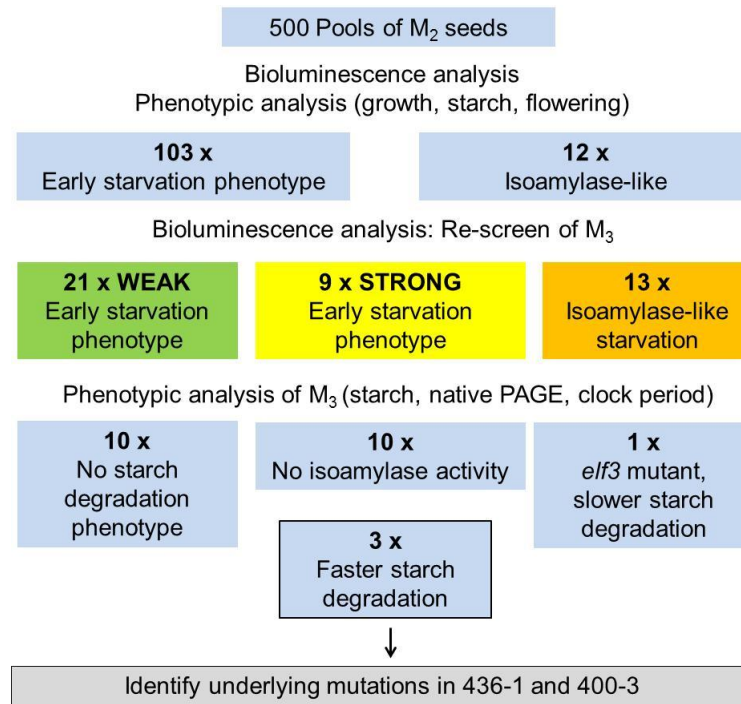 500 Pools of M2 seeds
Bioluminescence analysis
Phenotypic analysis (growth, starch, flowering)
103 x
Early starvation phenotype
12 x
Isoamylase-like
Bioluminescence analysis: Re-screen of M3
21 x WEAK
Early starvation
phenotype
9 x STRONG
Early starvation
phenotype
13 x
Isoamylase-like
starvation
Phenotypic analysis of M3 (starch, native PAGE, clock period)
10 x
No starch
degradation
phenotype
10 x
No isoamylase activity
1 x
elf3 mutant,
slower starch
degradation
3 x
Faster starch
degradation
Identify underlying mutations in 436-1 and 400-3